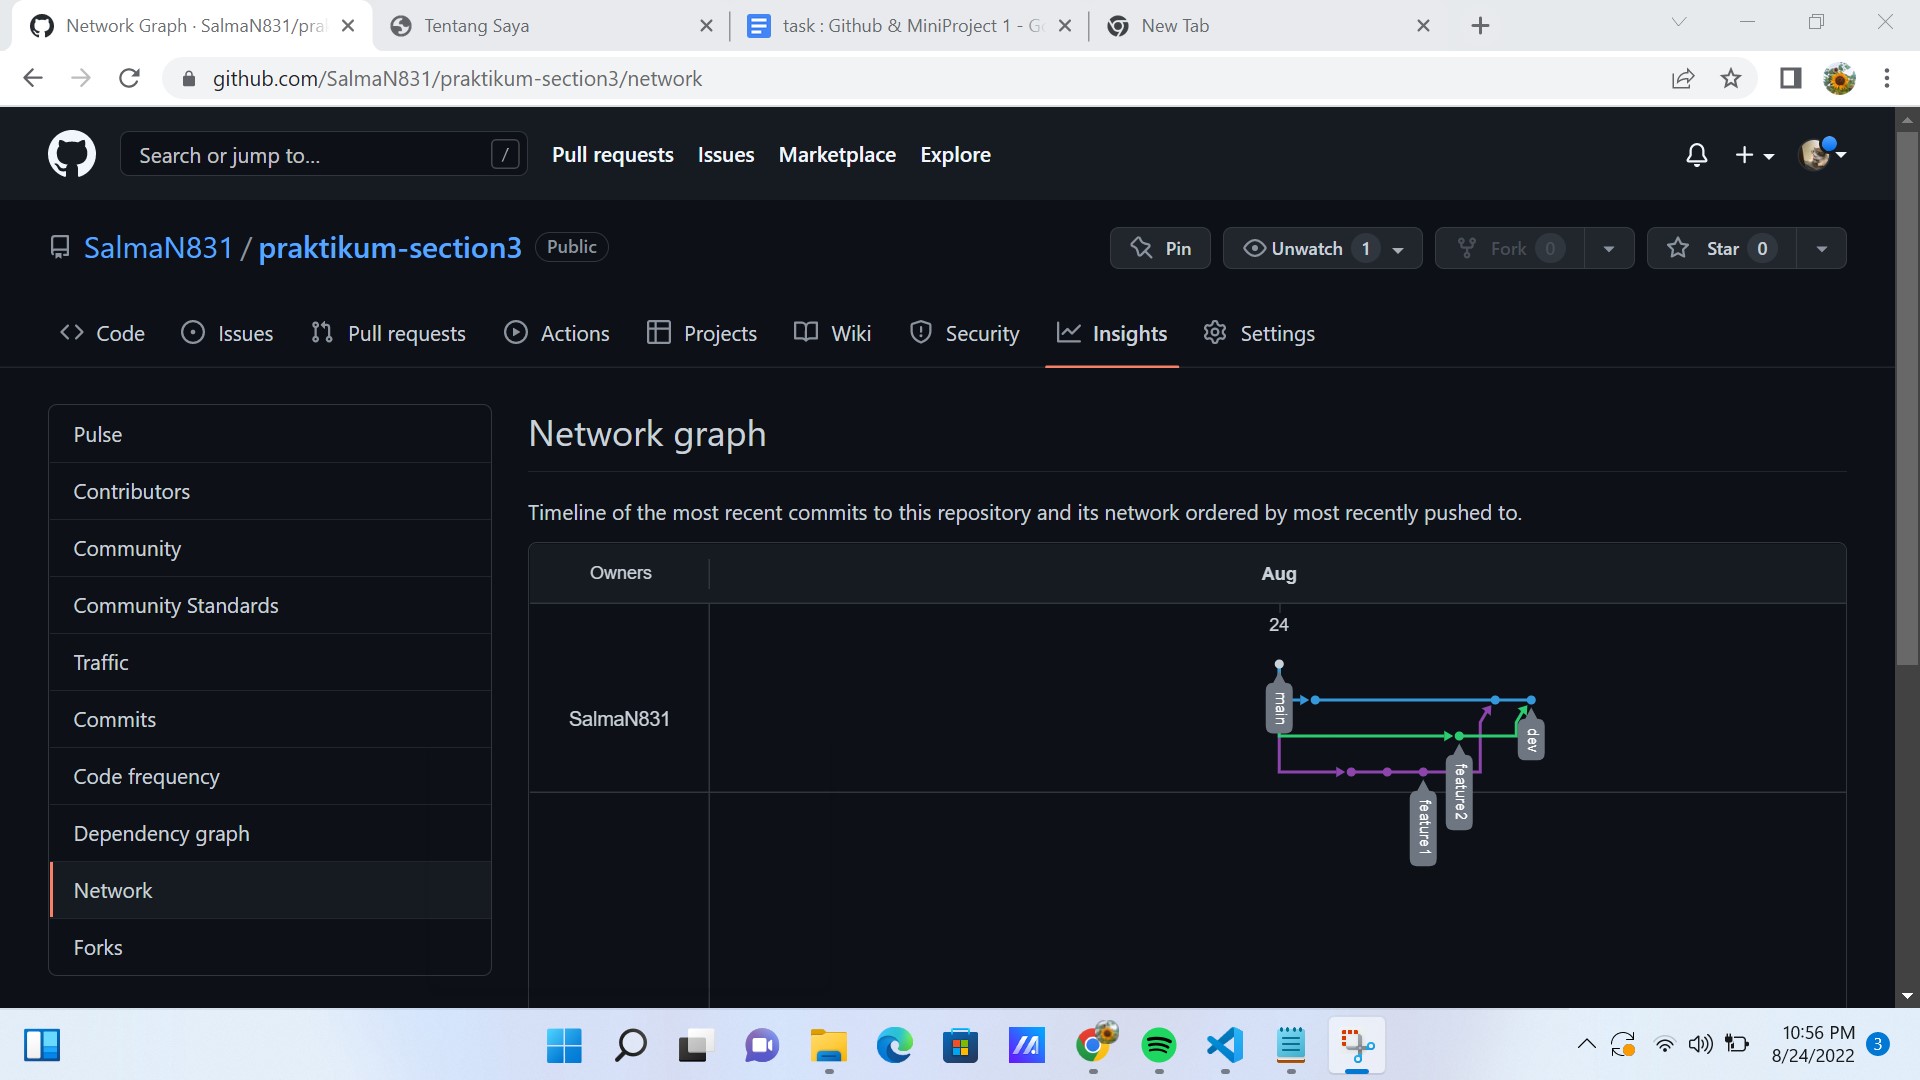 Network Graph · SalmaN831/pra
Tentang Saya
task : Github & MiniProject 1 - Go
New Tab
github.com/SalmaN831/praktikum-section3/network
Search or jump to...
/
Pull requests
Issues
Marketplace
Explore
SalmaN831 / praktikum-section3
Public
Pin
Unwatch 1
Fork 0
Star 0
Code
Issues
Pull requests
Actions
Projects
Wiki
Security
Insights
Settings
Pulse
Contributors
Community
Community Standards
Traffic
Commits
Code frequency
Dependency graph
Network
Forks
Network graph
Timeline of the most recent commits to this repository and its network ordered by most recently pushed to.
Owners
Aug
24
SalmaN831
main
dev
feature2
feature1
10:56 PM
8/24/2022
3